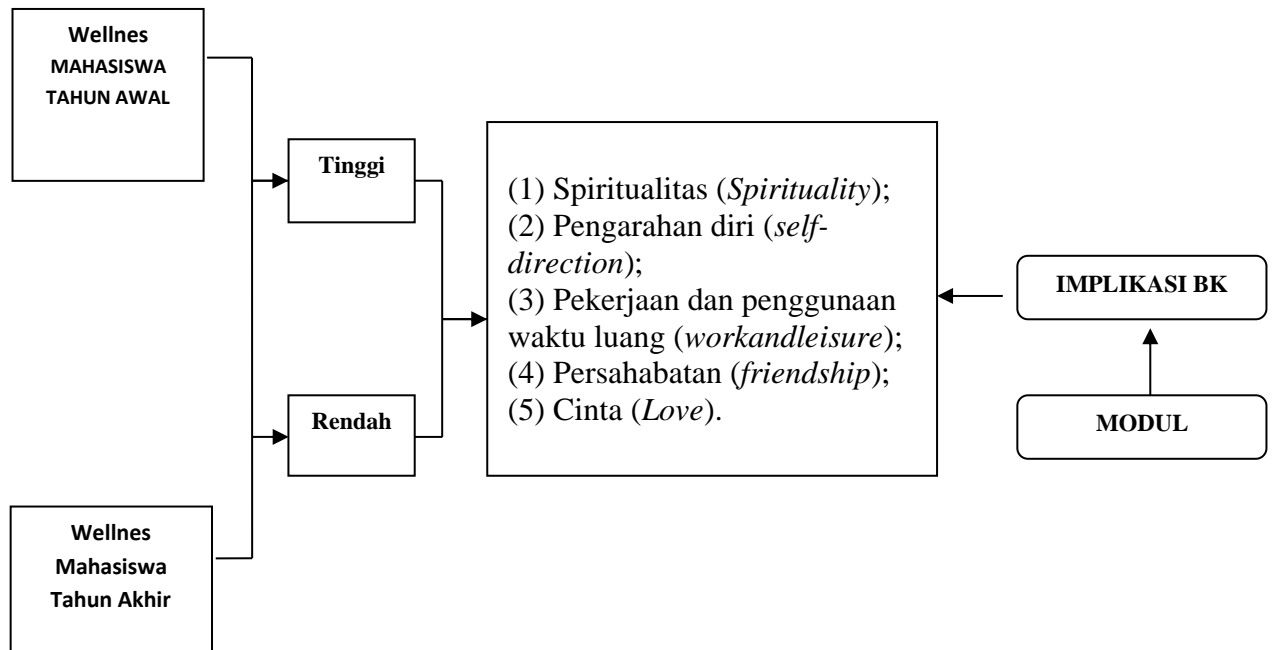 Wellnes
MAHASISWA
TAHUN AWAL
Tinggi
Rendah
Wellnes
Mahasiswa
Tahun Akhir
(1) Spiritualitas (Spirituality);
(2) Pengarahan diri (self-
direction);
(3) Pekerjaan dan penggunaan
waktu luang (workandleisure);
(4) Persahabatan (friendship);
(5) Cinta (Love).
IMPLIKASI BK
MODUL